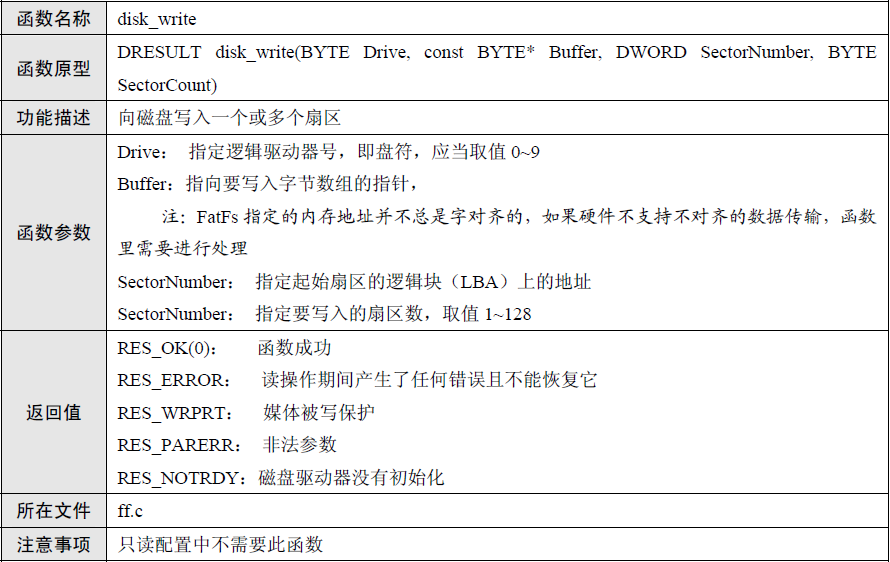 函数名称 disk_write
函数原型 DRESULT disk_write(BYTE Drive, const BYTE* Buffer, DWORD SectorNumber, BYTE
SectorCount)
功能描述 向磁盘写入一个或多个扇区
函数参数
Drive： 指定逻辑驱动器号，即盘符，应当取值 0~9
Buffer：指向要写入字节数组的指针，
注：FatFs 指定的内存地址并不总是字对齐的，如果硬件不支持不对齐的数据传输，函数
里需要进行处理
SectorNumber： 指定起始扇区的逻辑块（LBA）上的地址
SectorNumber： 指定要写入的扇区数，取值 1~128
返回值
RES_OK(0)： 函数成功
RES_ERROR： 读操作期间产生了任何错误且不能恢复它
RES_WRPRT： 媒体被写保护
RES_PARERR： 非法参数
RES_NOTRDY：磁盘驱动器没有初始化
所在文件 ff.c
注意事项 只读配置中不需要此函数